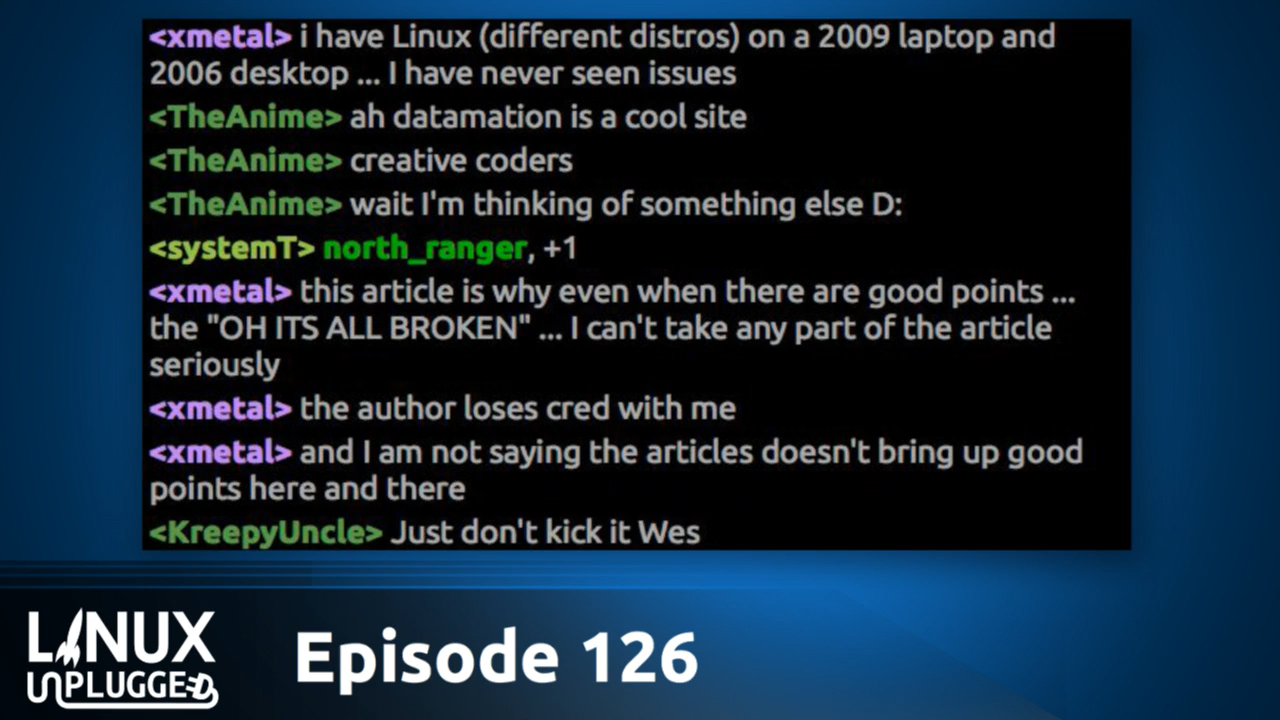 <xmetal> i have Linux (different distros) on a 2009 laptop and
2006 desktop ... I have never seen issues
<TheAnime> ah datamation is a cool site
<TheAnime> creative coders
<TheAnime> wait I'm thinking of something else D:
<systemT> north_ranger, +1
<xmetal> this article is why even when there are good points ...
the "OH ITS ALL BROKEN" ... I can't take any part of the article
seriously
<xmetal> the author loses cred with me
<xmetal> and I am not saying the articles doesn't bring up good
points here and there
<KreepyUncle> Just don't kick it Wes
LINUX
UNPLUGGED
Episode 126